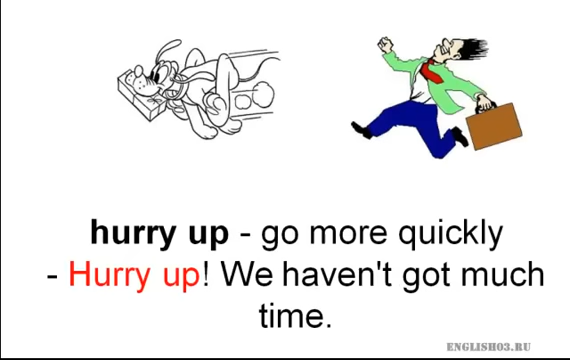 hurry up - go more quickly
- Hurry up! We haven't got much
time.
ENGLISH03.RU